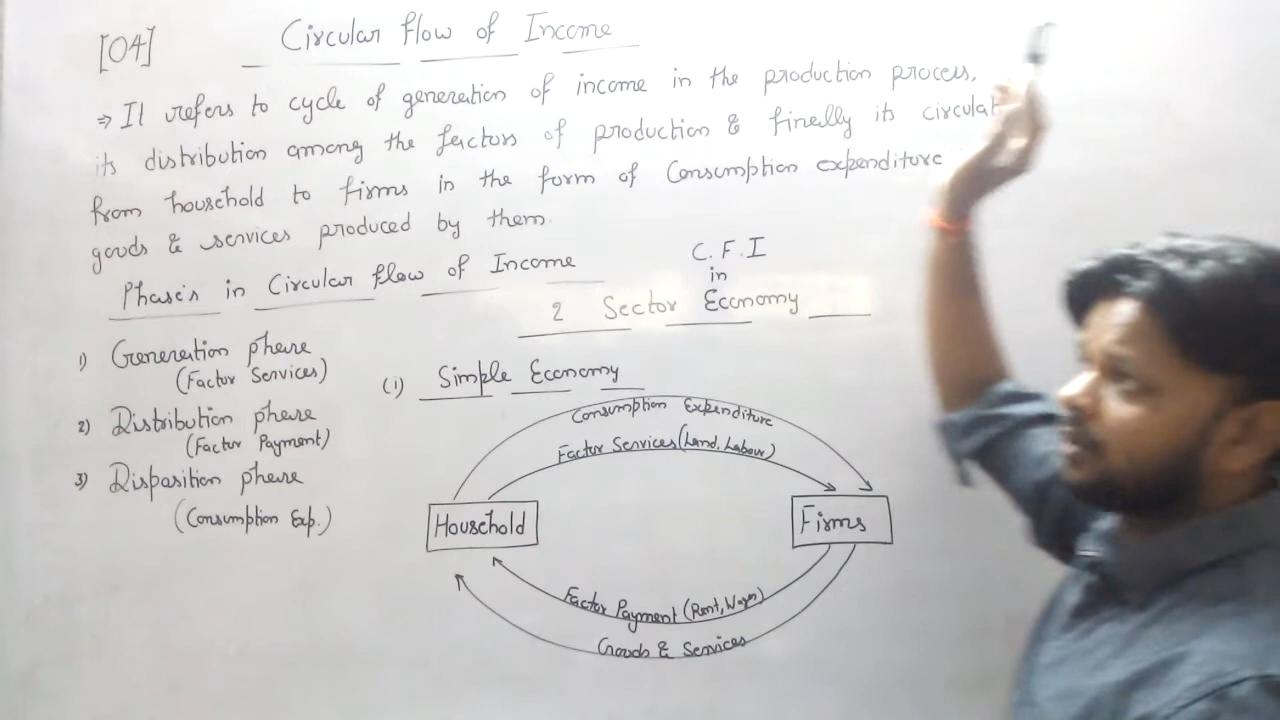 [04] Circular flow of Income
⇒ It refers to cycle of generation of income in the production process,
its distribution among the factors of production & finally its circulat
from household to firms in the form of Consumption expenditure
goods & services produced by them.
Phase's in Circular flow of Income
C.F.I
in
2 Sector Economy
1) Generation phase
(Factor Services)
2) Distribution phase
(Factor Payment)
3) Disposition phase
(Consumption Exp.)
(i) Simple Economy
Consumption Expenditure
Factor Services (Land, Labour)
Household
Firms
Factor Payment (Rent, Wages)
Goods & Services